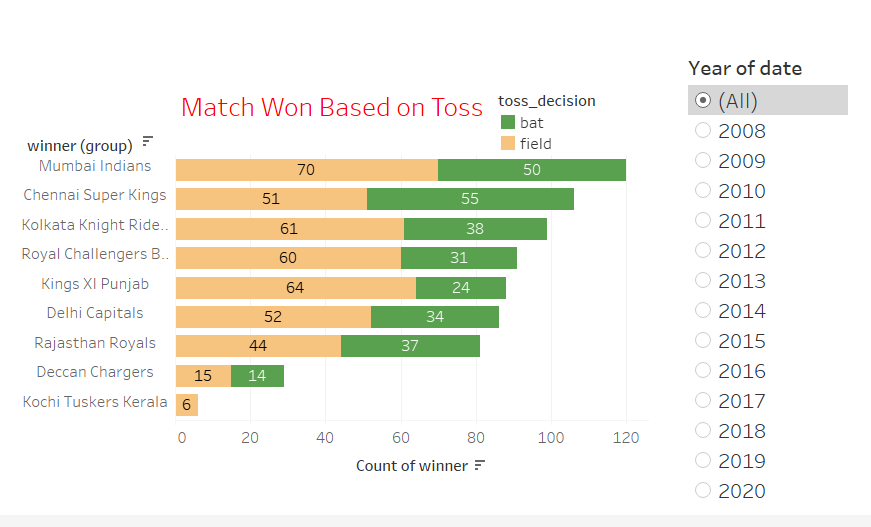 Year of date
(All)
2008
2009
2010
2011
2012
2013
2014
2015
2016
2017
2018
2019
2020
Match Won Based on Toss
toss_decision
bat
field
winner (group)
Mumbai Indians 70 50
Chennai Super Kings 51 55
Kolkata Knight Ride.. 61 38
Royal Challengers B.. 60 31
Kings XI Punjab 64 24
Delhi Capitals 52 34
Rajasthan Royals 44 37
Deccan Chargers 15 14
Kochi Tuskers Kerala 6
0 20 40 60 80 100 120
Count of winner